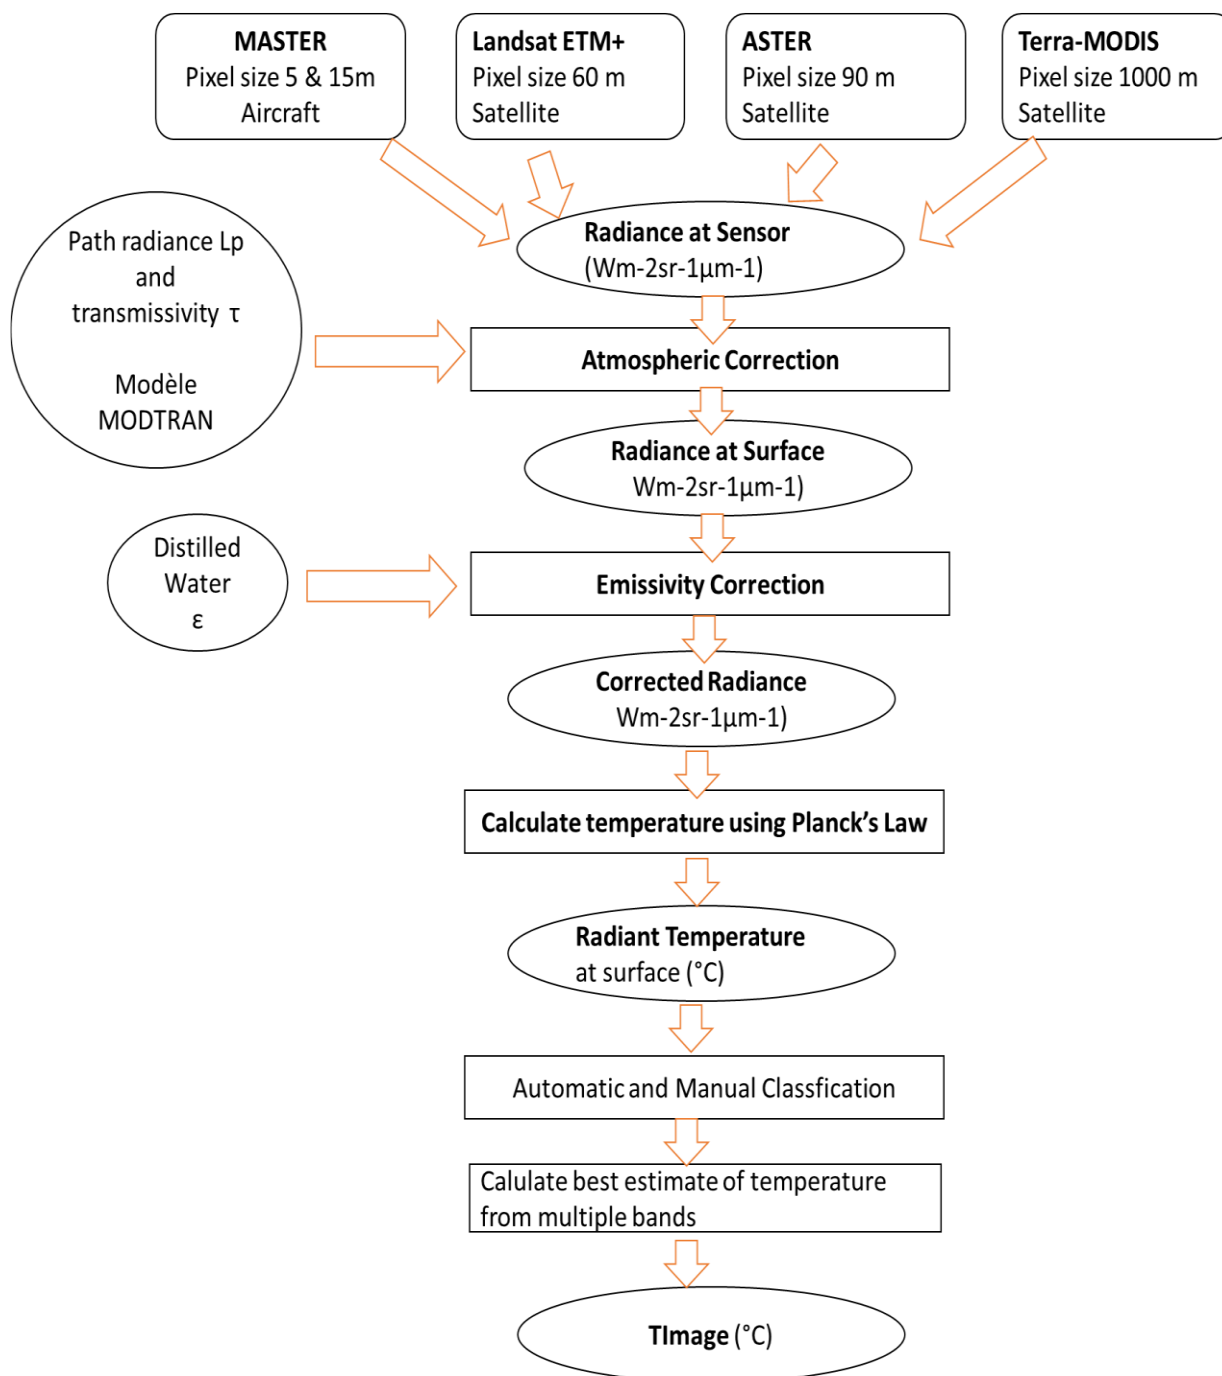 MASTER
Pixel size 5 & 15m
Aircraft
Landsat ETM+
Pixel size 60 m
Satellite
ASTER
Pixel size 90 m
Satellite
Terra-MODIS
Pixel size 1000 m
Satellite
Path radiance Lp
and
transmissivity τ
Modèle
MODTRAN
Radiance at Sensor
(Wm-2sr-1µm-1)
Atmospheric Correction
Radiance at Surface
Wm-2sr-1µm-1)
Distilled
Water
ε
Emissivity Correction
Corrected Radiance
Wm-2sr-1µm-1)
Calculate temperature using Planck’s Law
Radiant Temperature
at surface (°C)
Automatic and Manual Classfication
Calulate best estimate of temperature
from multiple bands
TImage (°C)